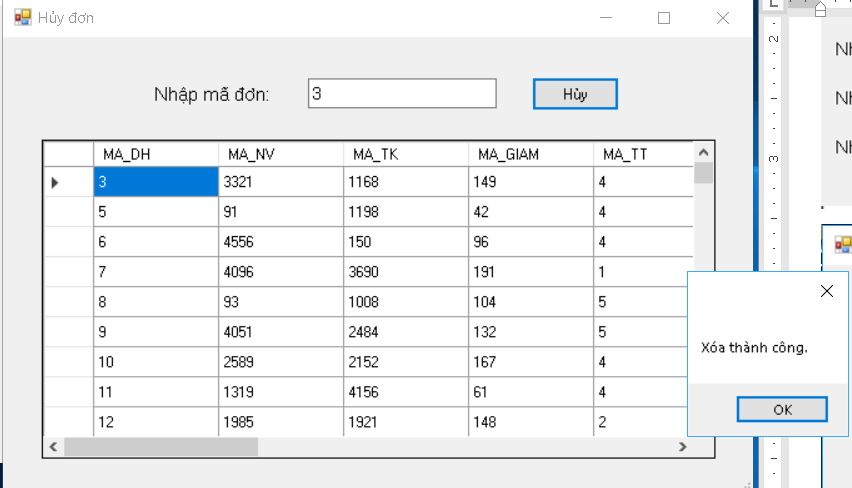 Hủy đơn
Nhập mã đơn: 3 Hủy
MA_DH MA_NV MA_TK MA_GIAM MA_TT
3 3321 1168 149 4
5 91 1198 42 4
6 4556 150 96 4
7 4096 3690 191 1
8 93 1008 104 5
9 4051 2484 132 5
10 2589 2152 167 4
11 1319 4156 61 4
12 1985 1921 148 2
Xóa thành công.
OK
L
2
3
Nh
Nh
Nh